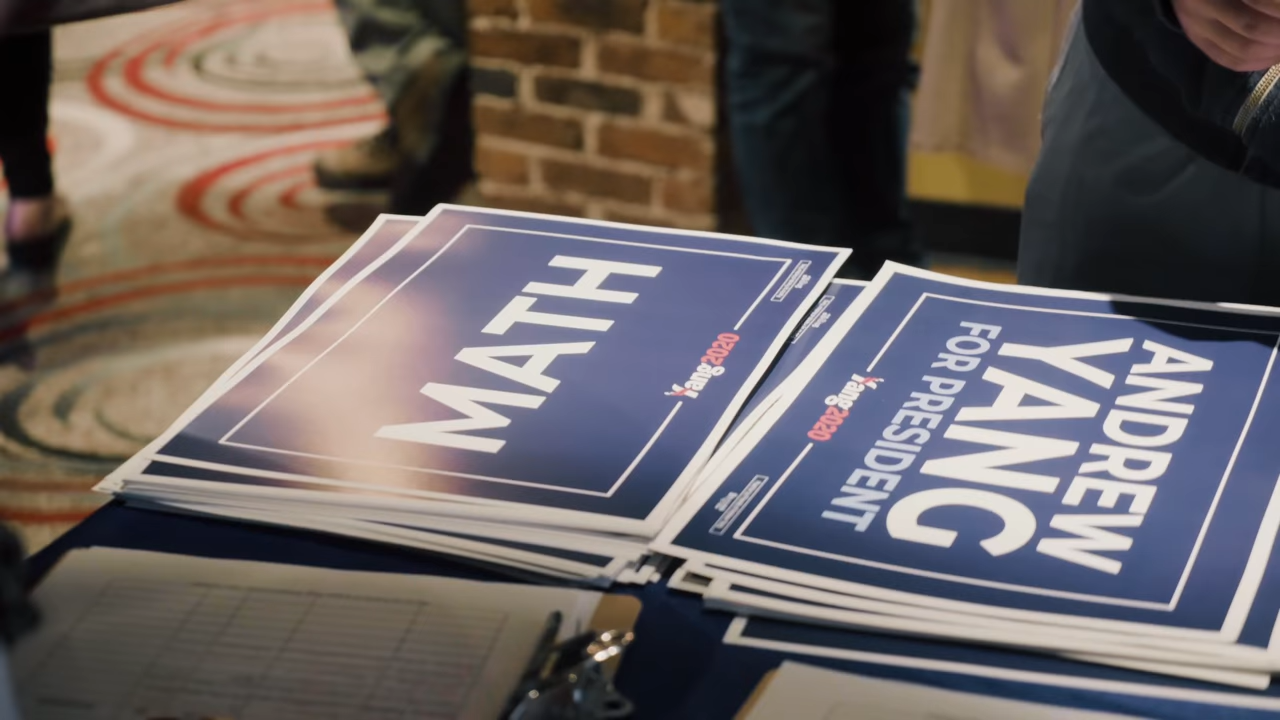 MATH
Yang2020
ANDREW
YANG
FOR PRESIDENT
Yang2020